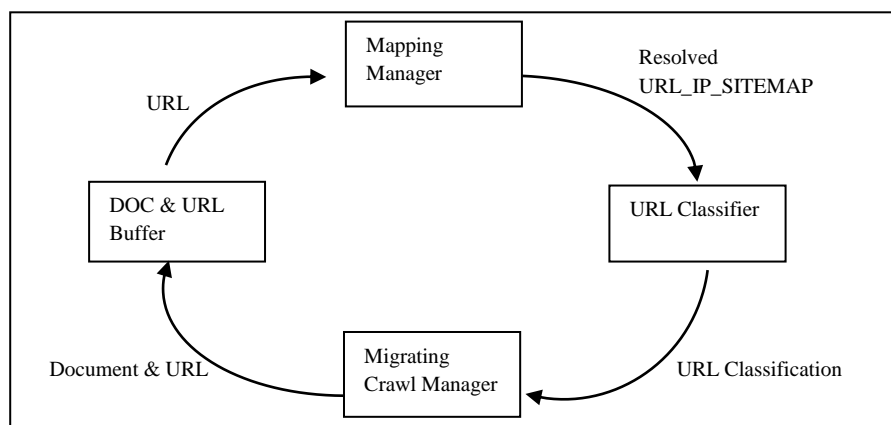 Mapping
Manager
Resolved
URL_IP_SITEMAP
URL
DOC & URL
Buffer
URL Classifier
Document & URL
Migrating
Crawl Manager
URL Classification